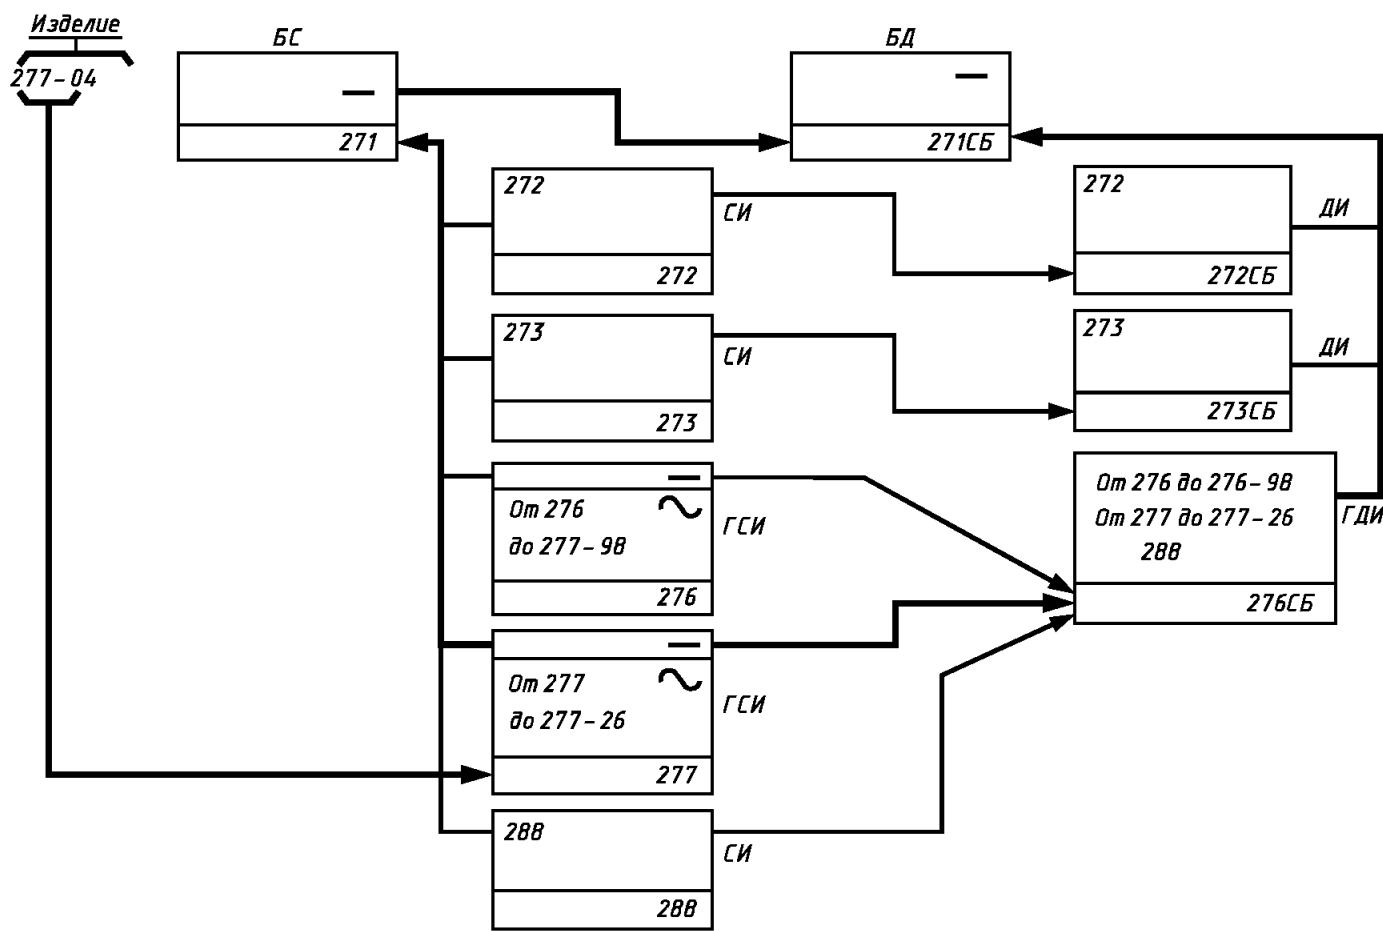 Изделие
277-04
БС
271
БД
271СБ
272
272
СИ
272
272СБ
ДИ
273
273
СИ
273
273СБ
ДИ
От 276
до 277-98
276
ГСИ
От 276 до 276-98
От 277 до 277-26
288
276СБ
ГДИ
От 277
до 277-26
277
ГСИ
288
288
СИ